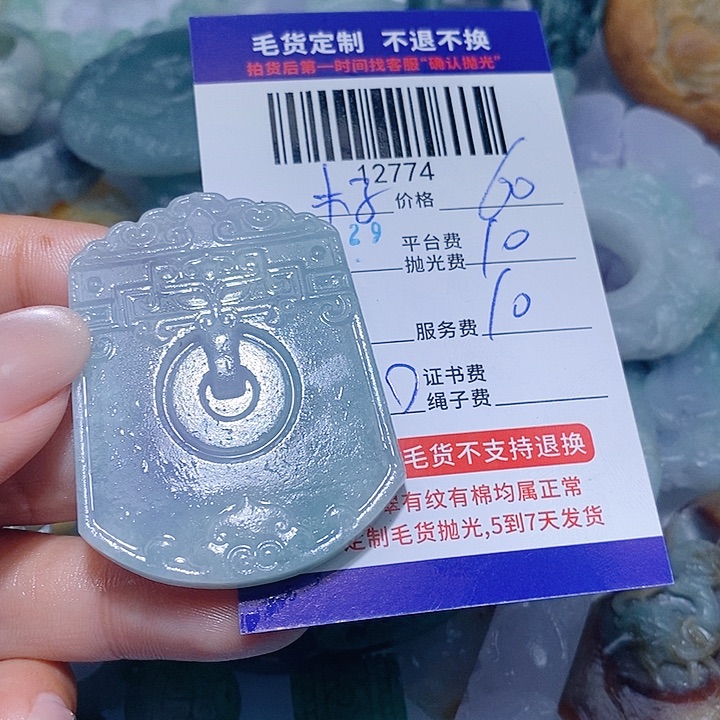 毛货定制 不退不换
拍货后第一时间找客服“确认抛光”
12774
价格 60
29
平台费
抛光费 10
服务费 10
证书费
绳子费
毛货不支持退换
有纹有棉均属正常
定制毛货抛光,5到7天发货